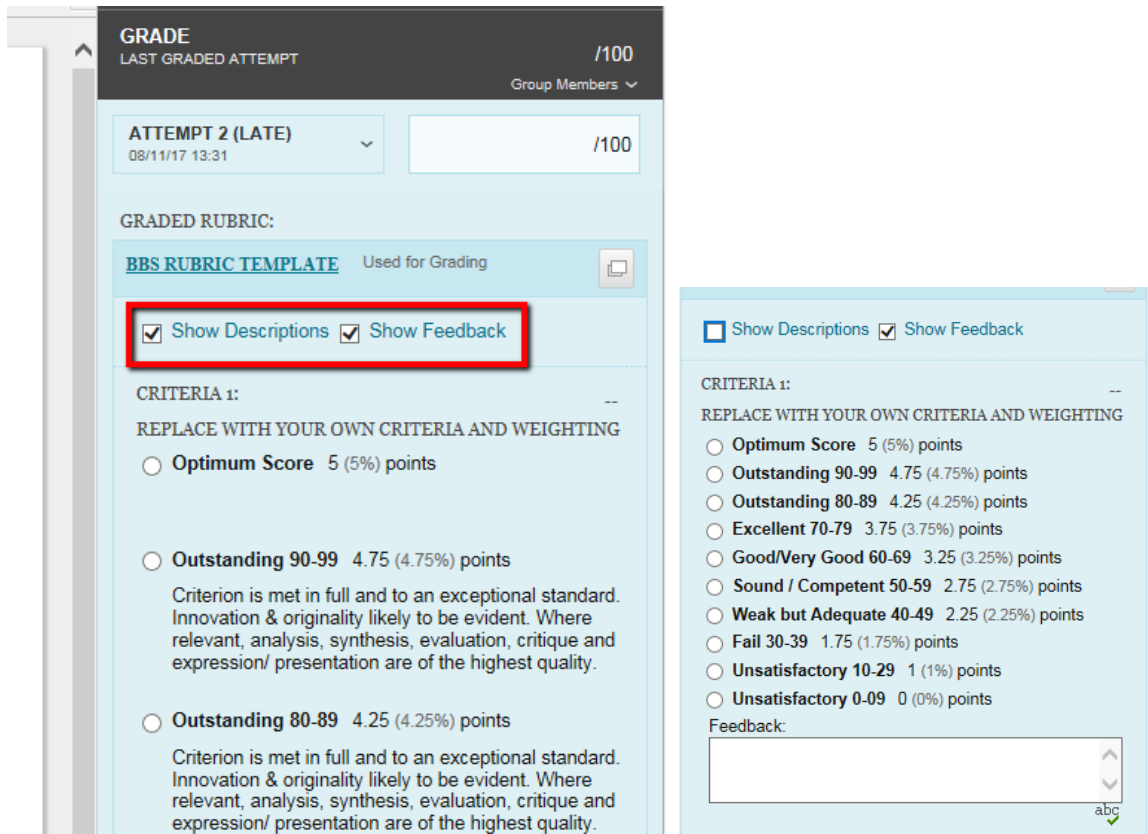 GRADE
LAST GRADED ATTEMPT
/100
Group Members
ATTEMPT 2 (LATE)
08/11/17 13:31
/100
GRADED RUBRIC:
BBS RUBRIC TEMPLATE Used for Grading
Show Descriptions Show Feedback
CRITERIA 1:
--
REPLACE WITH YOUR OWN CRITERIA AND WEIGHTING
Optimum Score 5 (5%) points
Outstanding 90-99 4.75 (4.75%) points
Criterion is met in full and to an exceptional standard.
Innovation & originality likely to be evident. Where
relevant, analysis, synthesis, evaluation, critique and
expression/ presentation are of the highest quality.
Outstanding 80-89 4.25 (4.25%) points
Criterion is met in full and to an exceptional standard.
Innovation & originality likely to be evident. Where
relevant, analysis, synthesis, evaluation, critique and
expression/ presentation are of the highest quality.
Show Descriptions Show Feedback
CRITERIA 1:
--
REPLACE WITH YOUR OWN CRITERIA AND WEIGHTING
Optimum Score 5 (5%) points
Outstanding 90-99 4.75 (4.75%) points
Outstanding 80-89 4.25 (4.25%) points
Excellent 70-79 3.75 (3.75%) points
Good/Very Good 60-69 3.25 (3.25%) points
Sound / Competent 50-59 2.75 (2.75%) points
Weak but Adequate 40-49 2.25 (2.25%) points
Fail 30-39 1.75 (1.75%) points
Unsatisfactory 10-29 1 (1%) points
Unsatisfactory 0-09 0 (0%) points
Feedback:
abc